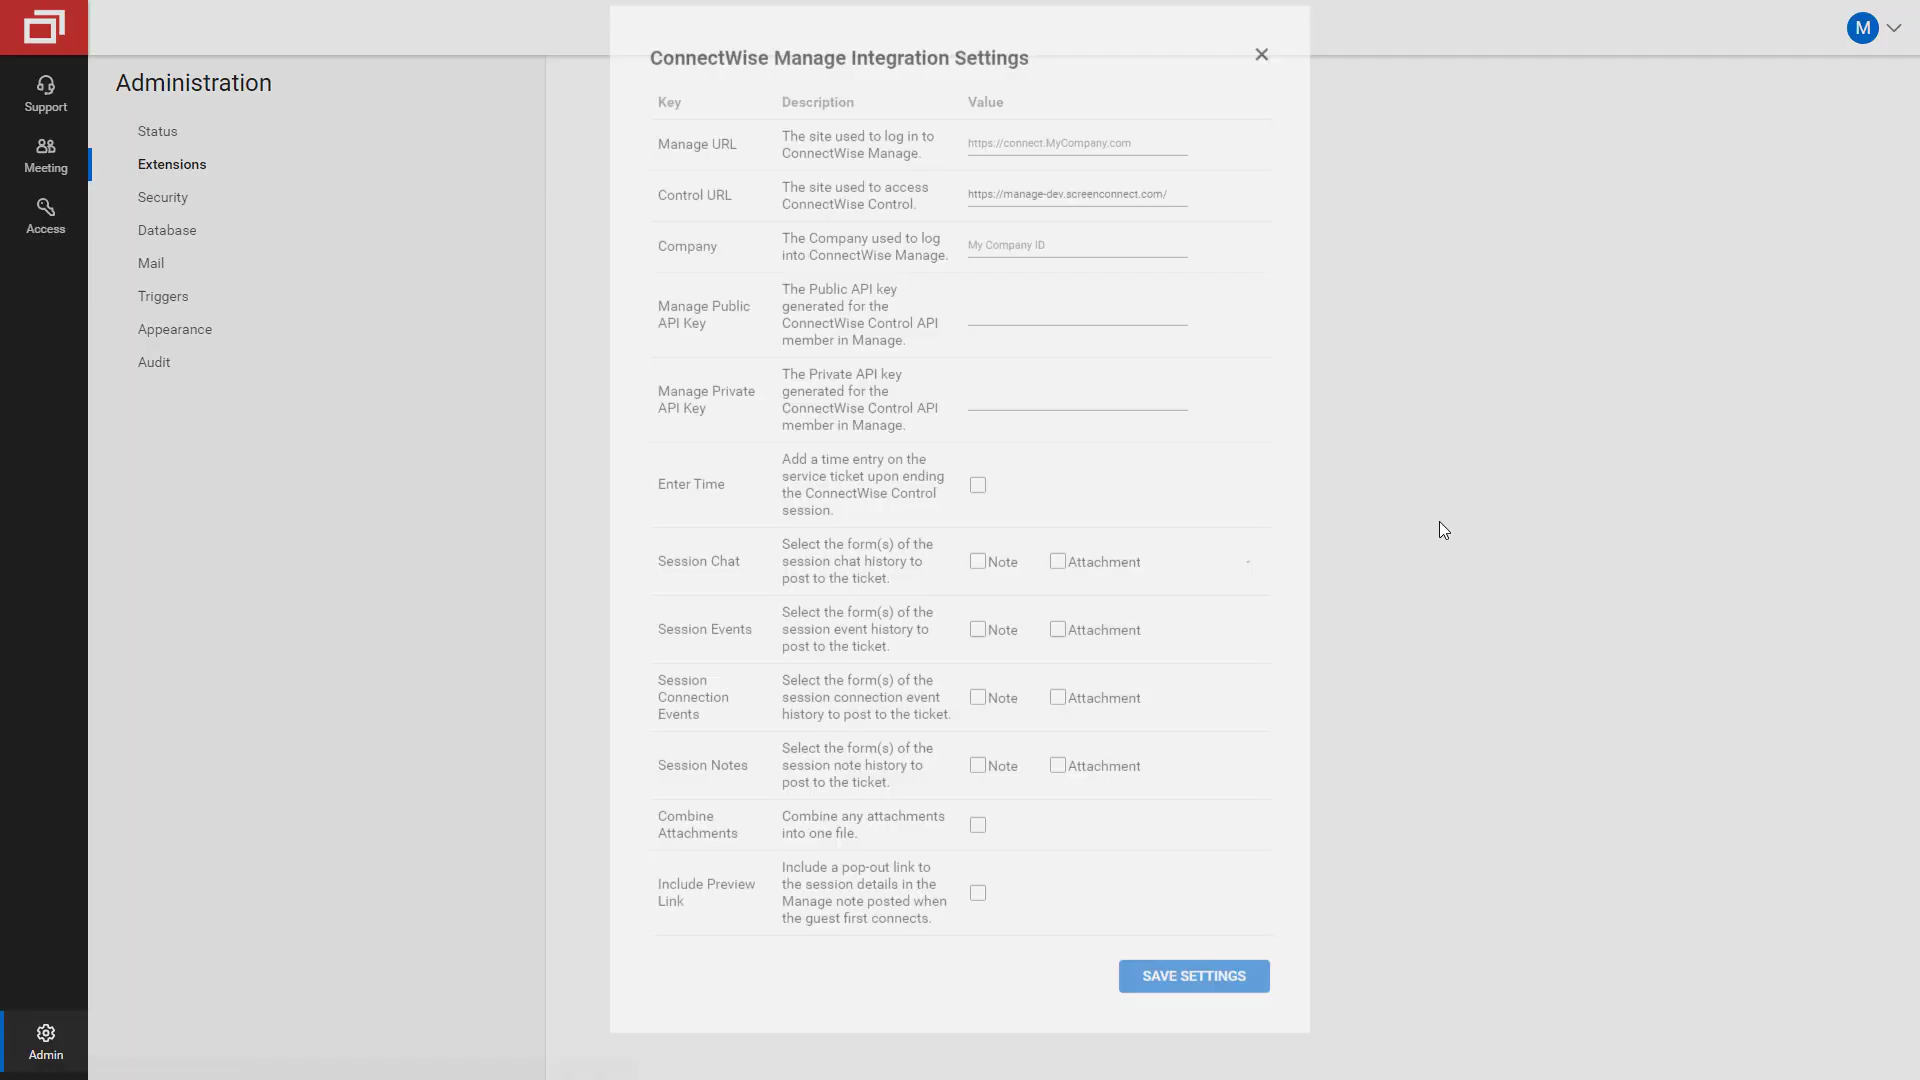 M
Support
Meeting
Access
Admin
Administration
Status
Extensions
Security
Database
Mail
Triggers
Appearance
Audit
ConnectWise Manage Integration Settings
Key Description Value
Manage URL
The site used to log in to
ConnectWise Manage.
https://connect.MyCompany.com
Control URL
The site used to access
ConnectWise Control.
https://manage-dev.screenconnect.com/
Company
The Company used to log
into ConnectWise Manage.
My Company ID
Manage Public
API Key
The Public API key
generated for the
ConnectWise Control API
member in Manage.
Manage Private
API Key
The Private API key
generated for the
ConnectWise Control API
member in Manage.
Enter Time
Add a time entry on the
service ticket upon ending
the ConnectWise Control
session.
Session Chat
Select the form(s) of the
session chat history to
post to the ticket.
Note Attachment
Session Events
Select the form(s) of the
session event history to
post to the ticket.
Note Attachment
Session
Connection
Events
Select the form(s) of the
session connection event
history to post to the ticket.
Note Attachment
Session Notes
Select the form(s) of the
session note history to
post to the ticket.
Note Attachment
Combine
Attachments
Combine any attachments
into one file.
Include Preview
Link
Include a pop-out link to
the session details in the
Manage note posted when
the guest first connects.
SAVE SETTINGS